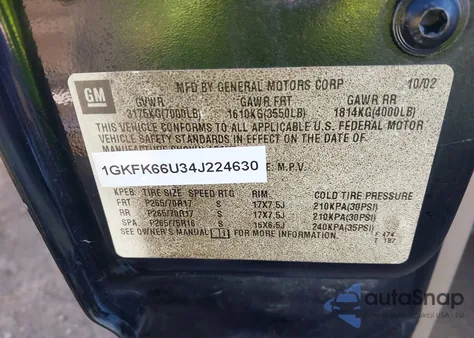 GM
MFD BY GENERAL MOTORS CORP 10/02
GVWR GAWR FRT GAWR RR
3175KG(7000LB) 1610KG(3550LB) 1814KG(4000LB)
THIS VEHICLE CONFORMS TO ALL APPLICABLE U.S. FEDERAL MOTOR
VEHICLE SAFETY STANDARDS IN EFFECT ON THE DATE OF
MANUFACTURE
1GKFK66U34J224630 M.P.V.
KPEB TIRE SIZE SPEED RTG RIM COLD TIRE PRESSURE
FRT P265/70R17 S 17X7.5J 210KPA(30PSI)
RR P265/70R17 S 17X7.5J 210KPA(30PSI)
SPA P265/75R16 S 16X6.5J 240KPA(35PSI)
SEE OWNER'S MANUAL FOR MORE INFORMATION.
autoSnap